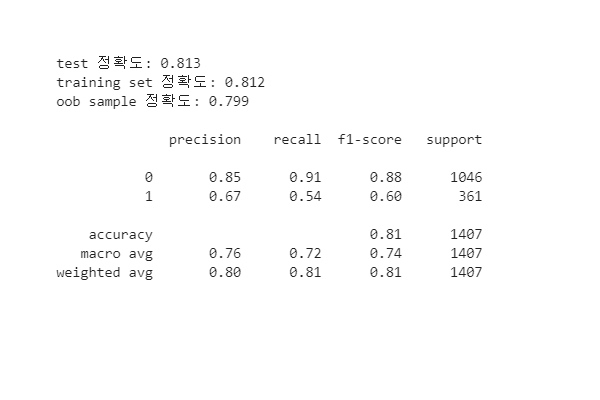 test 정확도: 0.813
training set 정확도: 0.812
oob sample 정확도: 0.799
precision recall f1-score support
0 0.85 0.91 0.88 1046
1 0.67 0.54 0.60 361
accuracy 0.81 1407
macro avg 0.76 0.72 0.74 1407
weighted avg 0.80 0.81 0.81 1407